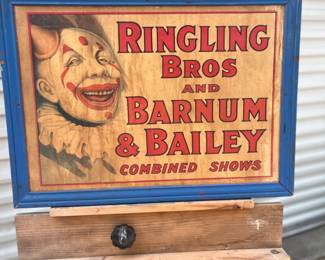 RINGLING
BROS
AND
BARNUM
& BAILEY
COMBINED SHOWS